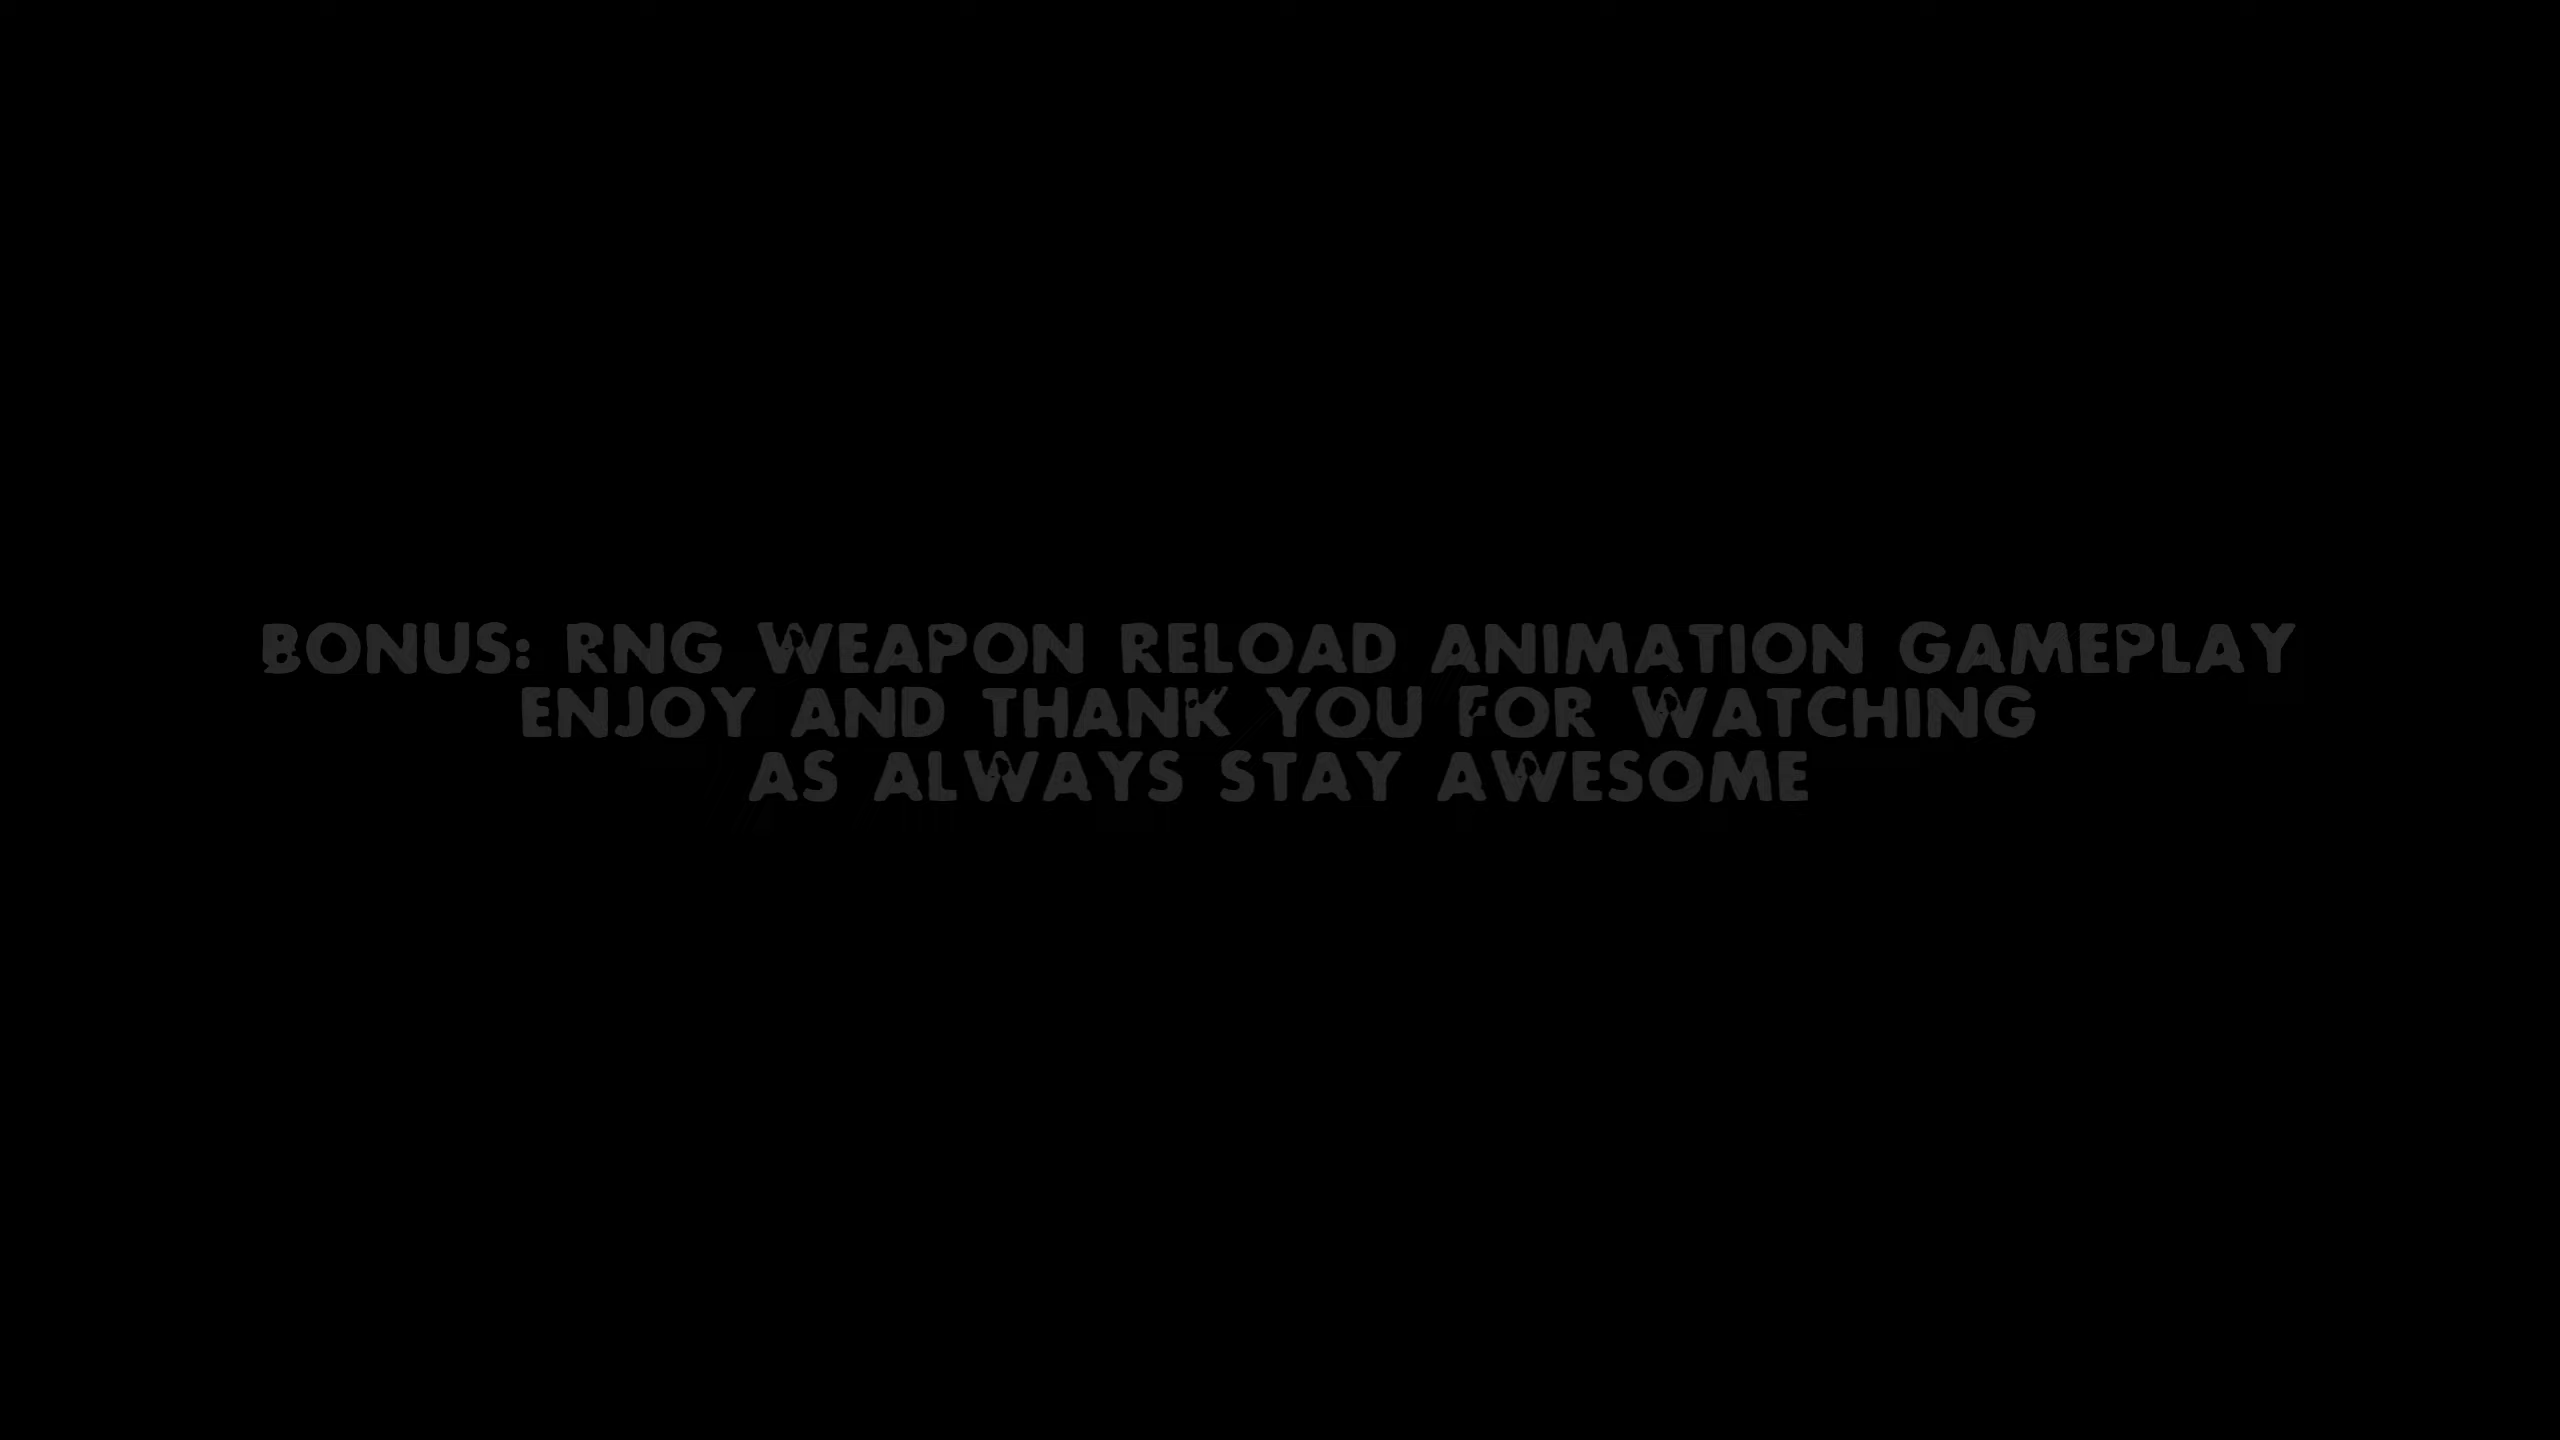 BONUS: RNG WEAPON RELOAD ANIMATION GAMEPLAY
ENJOY AND THANK YOU FOR WATCHING
AS ALWAYS STAY AWESOME